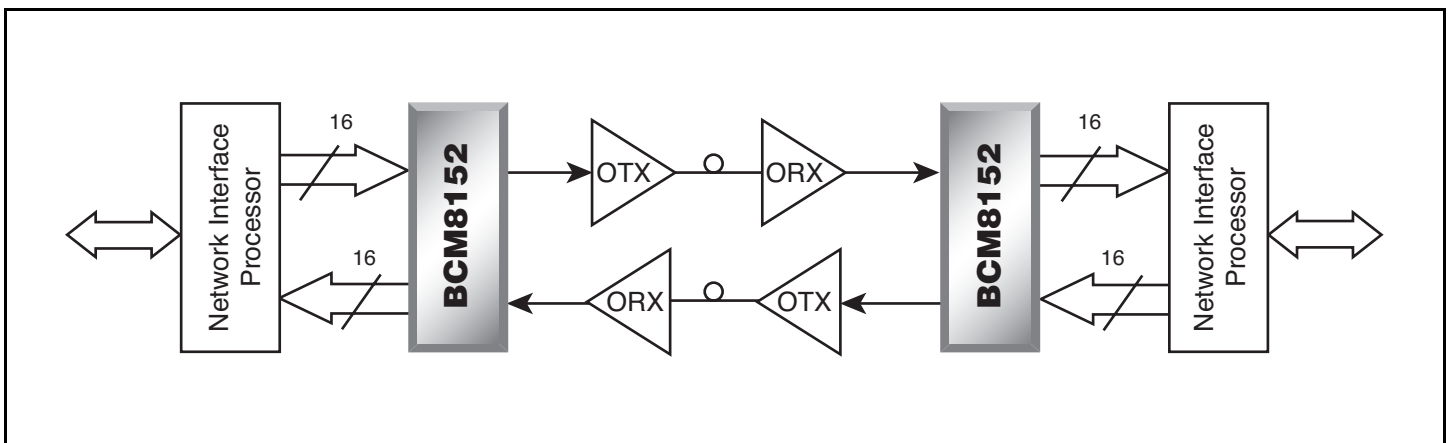 16
16
Network Interface
Processor
BCM8152
OTX
ORX
BCM8152
Network Interface
Processor
16
ORX
OTX
16